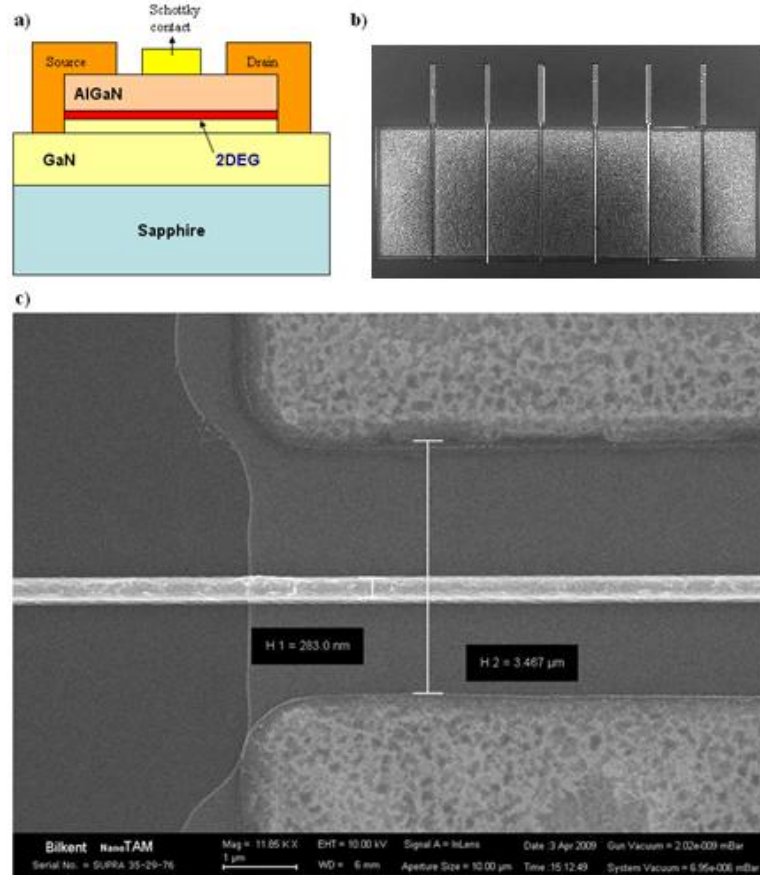 a)
Schottky
contact
Source
Drain
AlGaN
GaN
2DEG
Sapphire
b)
c)
H 1 = 283.0 nm
H 2 = 3.467 µm
Bilkent NanoTAM
Serial No. = SUPRA 35-29-76
Mag = 11.85 K X
1 µm
EHT = 10.00 kV
WD = 6 mm
Signal A = InLens
Aperture Size = 10.00 µm
Date :3 Apr 2009
Time :15:12:49
Gun Vacuum = 2.02e-009 mBar
System Vacuum = 6.95e-006 mBar